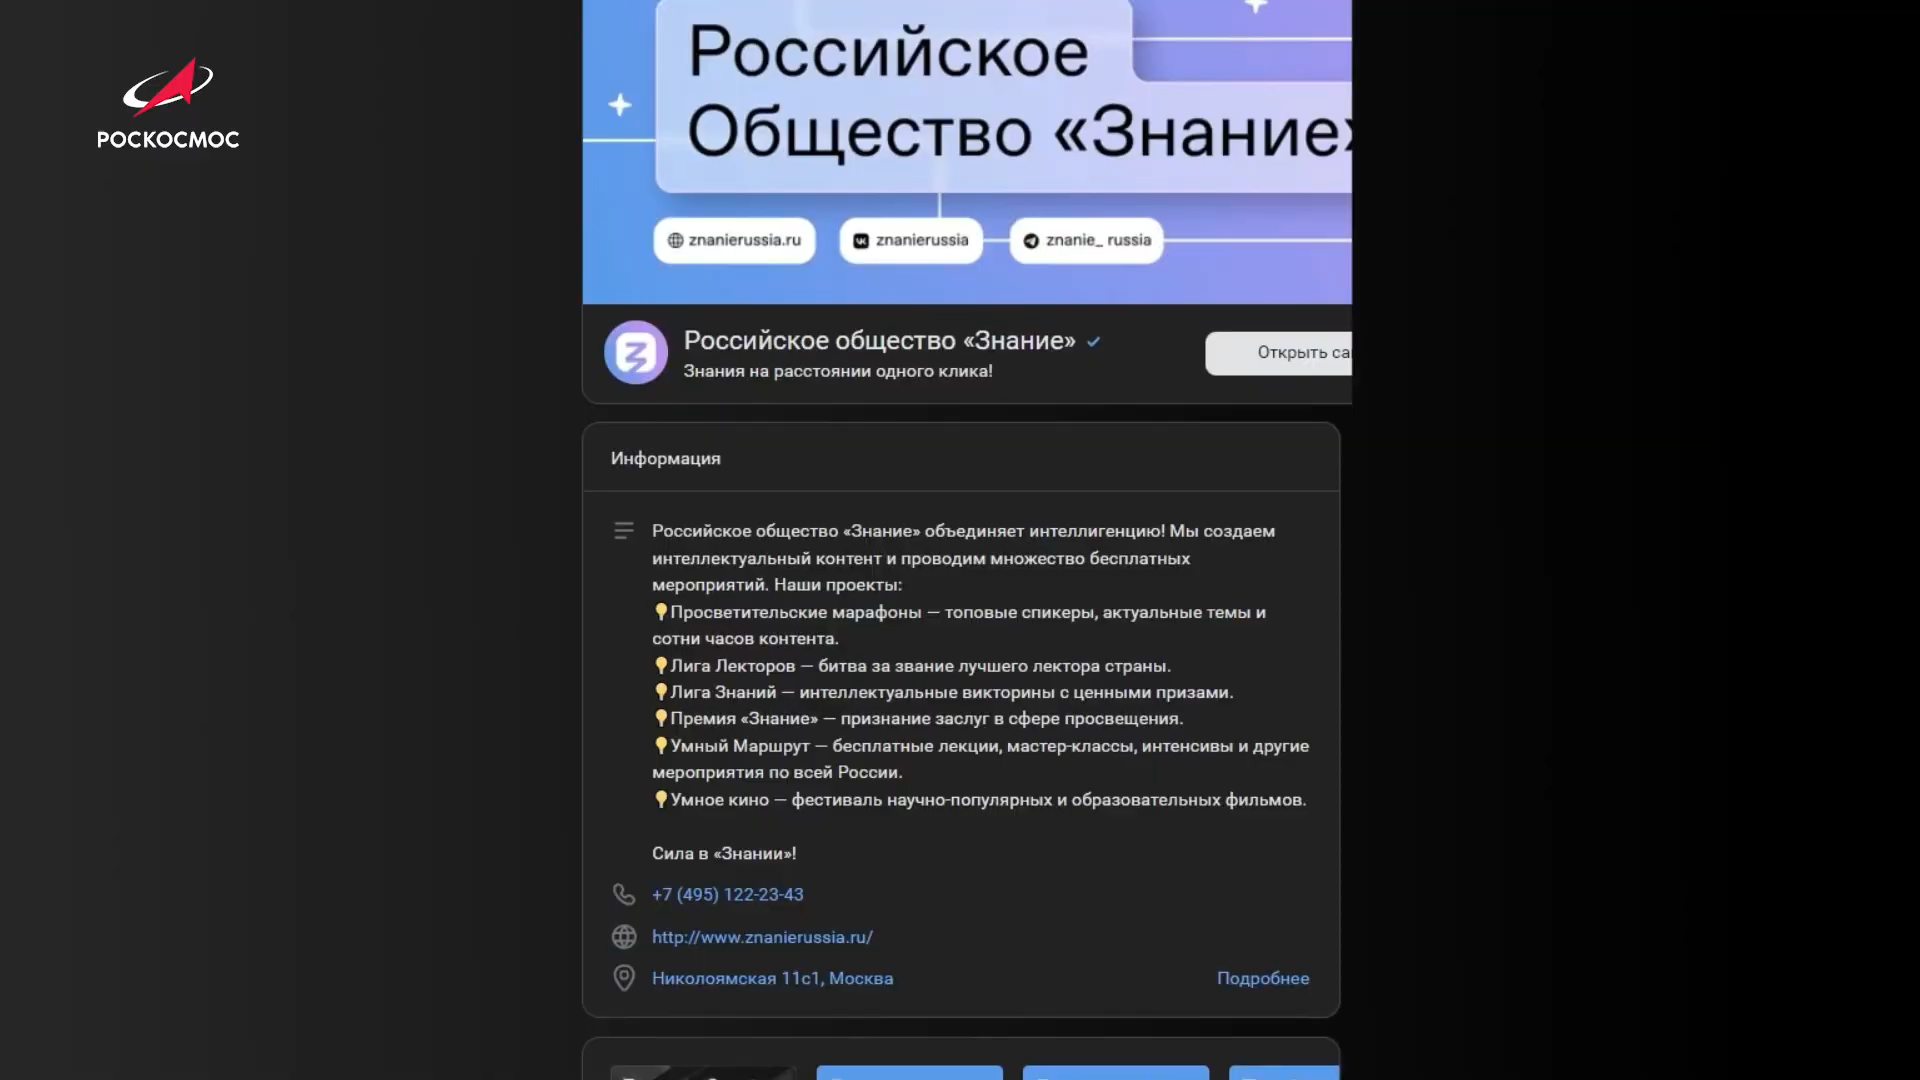 РОСКОСМОС
Российское
Общество «Знание»
znanierussia.ru
znanierussia
znanie_ russia
Российское общество «Знание»
Знания на расстоянии одного клика!
Открыть
Информация
Российское общество «Знание» объединяет интеллигенцию! Мы создаем
интеллектуальный контент и проводим множество бесплатных
мероприятий. Наши проекты:
💡Просветительские марафоны — топовые спикеры, актуальные темы и
сотни часов контента.
💡Лига Лекторов — битва за звание лучшего лектора страны.
💡Лига Знаний — интеллектуальные викторины с ценными призами.
💡Премия «Знание» — признание заслуг в сфере просвещения.
💡Умный Маршрут — бесплатные лекции, мастер-классы, интенсивы и другие
мероприятия по всей России.
💡Умное кино — фестиваль научно-популярных и образовательных фильмов.
Сила в «Знании»!
+7 (495) 122-23-43
http://www.znanierussia.ru/
Николоямская 11с1, Москва
Подробнее